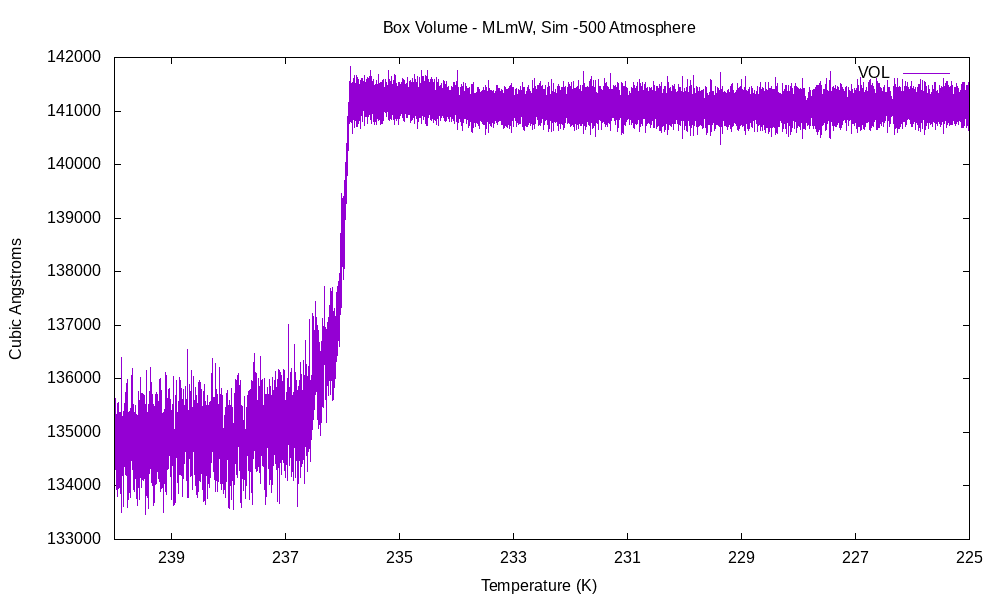 Box Volume - MLmW, Sim -500 Atmosphere
142000
VOL
141000
140000
139000
138000
137000
136000
135000
134000
133000
Cubic Angstroms
239 237 235 233 231 229 227 225
Temperature (K)